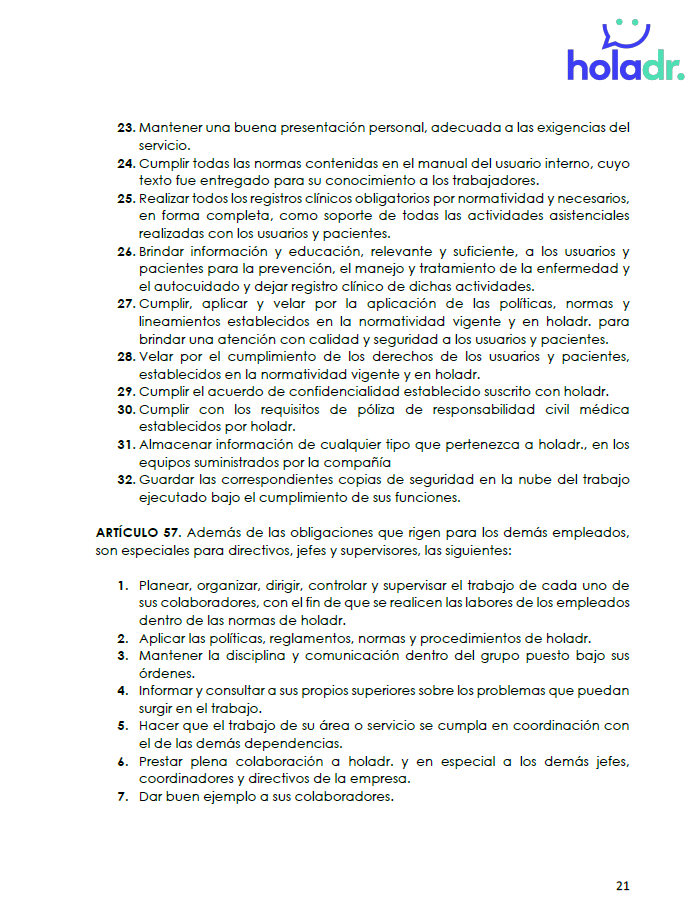 holadr.
23. Mantener una buena presentación personal, adecuada a las exigencias del
servicio.
24. Cumplir todas las normas contenidas en el manual del usuario interno, cuyo
texto fue entregado para su conocimiento a los trabajadores.
25. Realizar todos los registros clínicos obligatorios por normatividad y necesarios,
en forma completa, como soporte de todas las actividades asistenciales
realizadas con los usuarios y pacientes.
26. Brindar información y educación, relevante y suficiente, a los usuarios y
pacientes para la prevención, el manejo y tratamiento de la enfermedad y
el autocuidado y dejar registro clínico de dichas actividades.
27. Cumplir, aplicar y velar por la aplicación de las políticas, normas y
lineamientos establecidos en la normatividad vigente y en holadr. para
brindar una atención con calidad y seguridad a los usuarios y pacientes.
28. Velar por el cumplimiento de los derechos de los usuarios y pacientes,
establecidos en la normatividad vigente y en holadr.
29. Cumplir el acuerdo de confidencialidad establecido suscrito con holadr.
30. Cumplir con los requisitos de póliza de responsabilidad civil médica
establecidos por holadr.
31. Almacenar información de cualquier tipo que pertenezca a holadr., en los
equipos suministrados por la compañía
32. Guardar las correspondientes copias de seguridad en la nube del trabajo
ejecutado bajo el cumplimiento de sus funciones.
ARTÍCULO 57. Además de las obligaciones que rigen para los demás empleados,
son especiales para directivos, jefes y supervisores, las siguientes:
1. Planear, organizar, dirigir, controlar y supervisar el trabajo de cada uno de
sus colaboradores, con el fin de que se realicen las labores de los empleados
dentro de las normas de holadr.
2. Aplicar las políticas, reglamentos, normas y procedimientos de holadr.
3. Mantener la disciplina y comunicación dentro del grupo puesto bajo sus
órdenes.
4. Informar y consultar a sus propios superiores sobre los problemas que puedan
surgir en el trabajo.
5. Hacer que el trabajo de su área o servicio se cumpla en coordinación con
el de las demás dependencias.
6. Prestar plena colaboración a holadr. y en especial a los demás jefes,
coordinadores y directivos de la empresa.
7. Dar buen ejemplo a sus colaboradores.
21